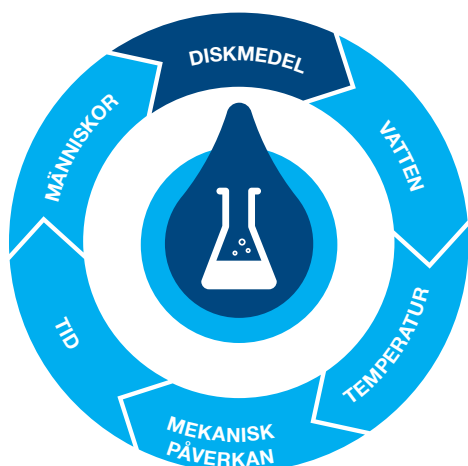 DISKMEDEL
VATTEN
TEMPERATUR
MEKANISK
PÅVERKAN
TID
MÄNNISKOR